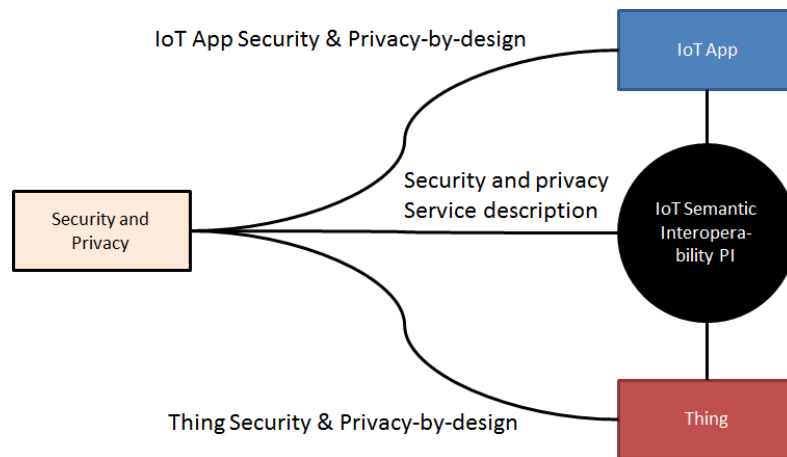 IoT App Security & Privacy-by-design
IoT App
Security and privacy
Service description
Security and
Privacy
IoT Semantic
Interopera-
bility PI
Thing Security & Privacy-by-design
Thing